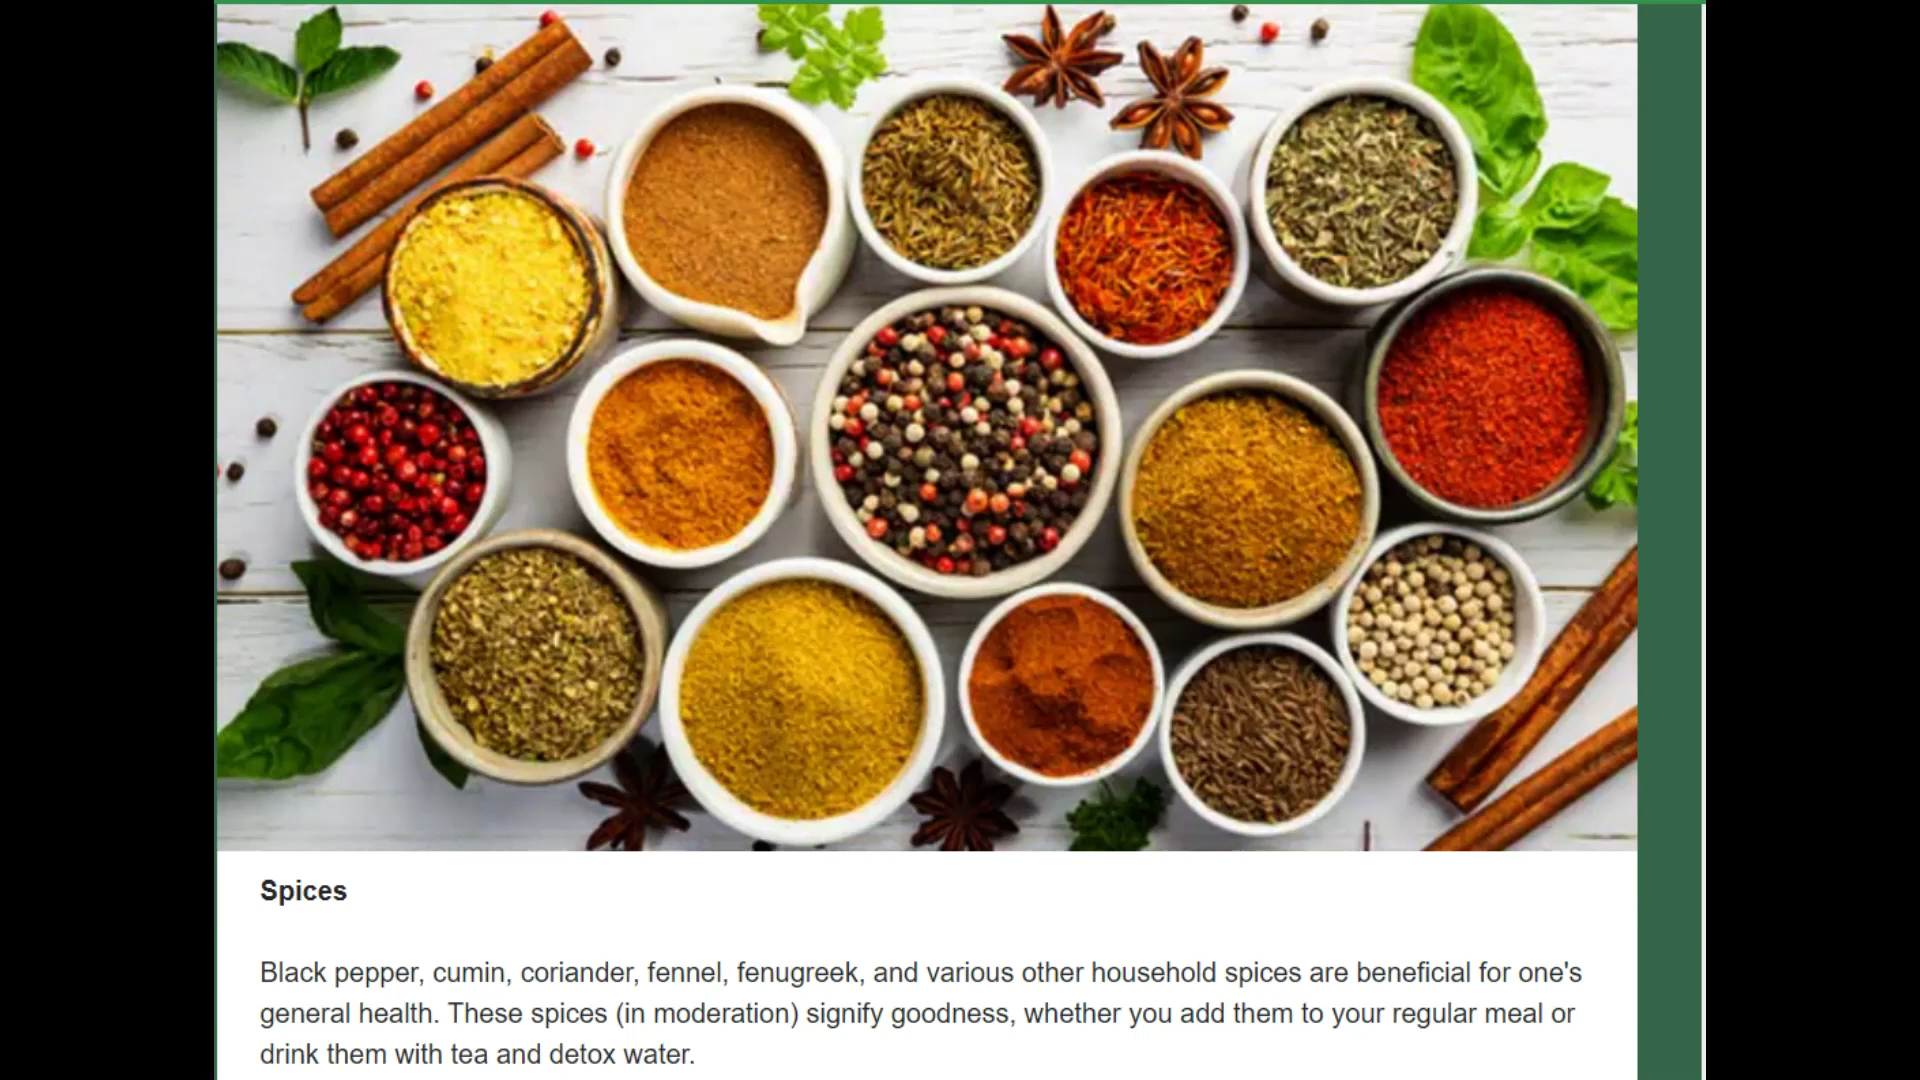 Spices
Black pepper, cumin, coriander, fennel, fenugreek, and various other household spices are beneficial for one's
general health. These spices (in moderation) signify goodness, whether you add them to your regular meal or
drink them with tea and detox water.